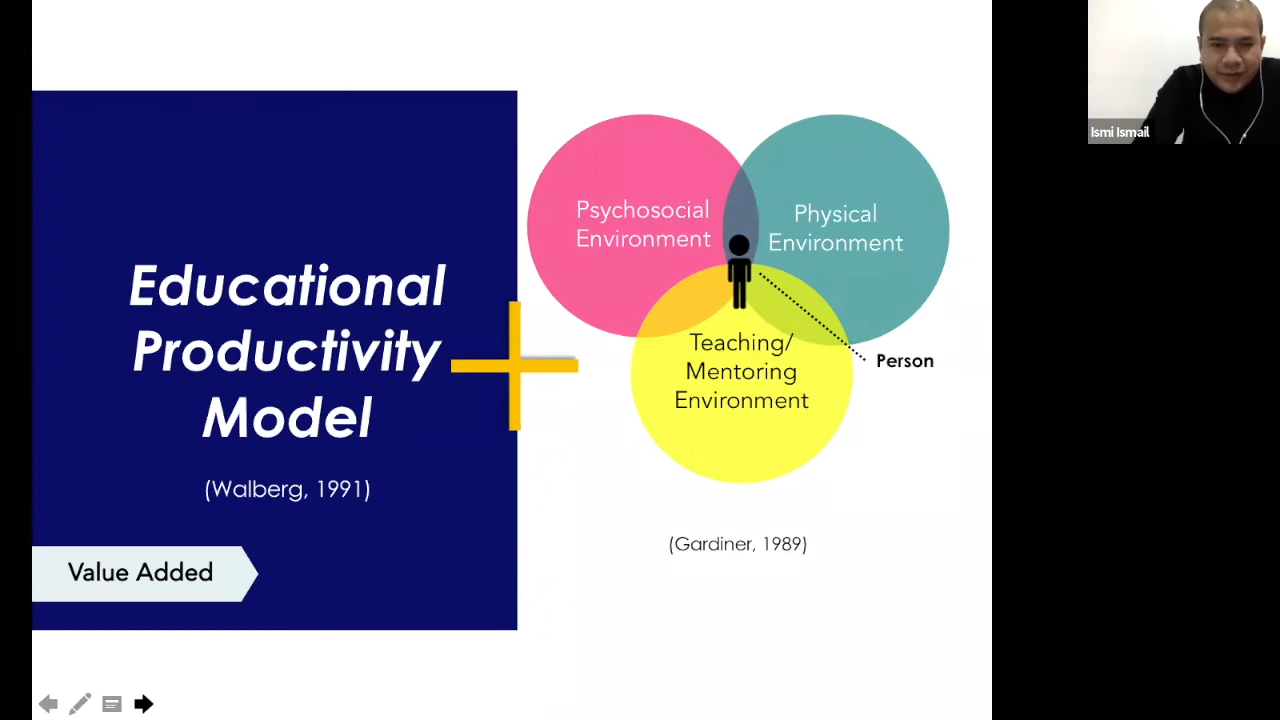 Educational
Productivity
Model
(Walberg, 1991)
Value Added
Psychosocial
Environment
Physical
Environment
Teaching/
Mentoring
Environment
Person
(Gardiner, 1989)
Ismi Ismail